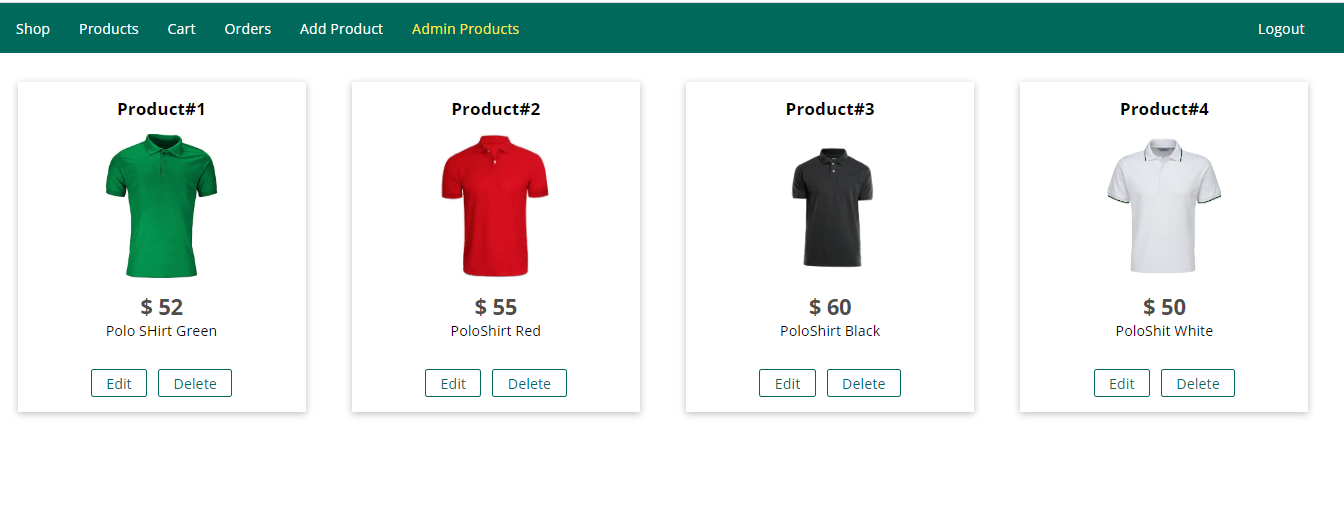 Shop Products Cart Orders Add Product Admin Products Logout
Product#1 Product#2 Product#3 Product#4
$ 52 $ 55 $ 60 $ 50
Polo SHirt Green PoloShirt Red PoloShirt Black PoloShit White
Edit Delete Edit Delete Edit Delete Edit Delete